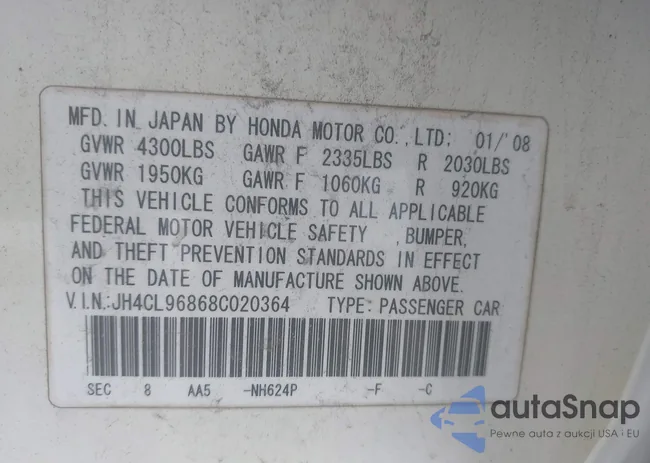 MFD. IN JAPAN BY HONDA MOTOR CO.,LTD; 01/'08
GVWR 4300LBS GAWR F 2335LBS R 2030LBS
GVWR 1950KG GAWR F 1060KG R 920KG
THIS VEHICLE CONFORMS TO ALL APPLICABLE
FEDERAL MOTOR VEHICLE SAFETY ,BUMPER,
AND THEFT PREVENTION STANDARDS IN EFFECT
ON THE DATE OF MANUFACTURE SHOWN ABOVE.
V.I.N:JH4CL96868C020364 TYPE: PASSENGER CAR
SEC 8 AA5 -NH624P -F -C
autaSnap
Pewne auta z aukcji USA i EU